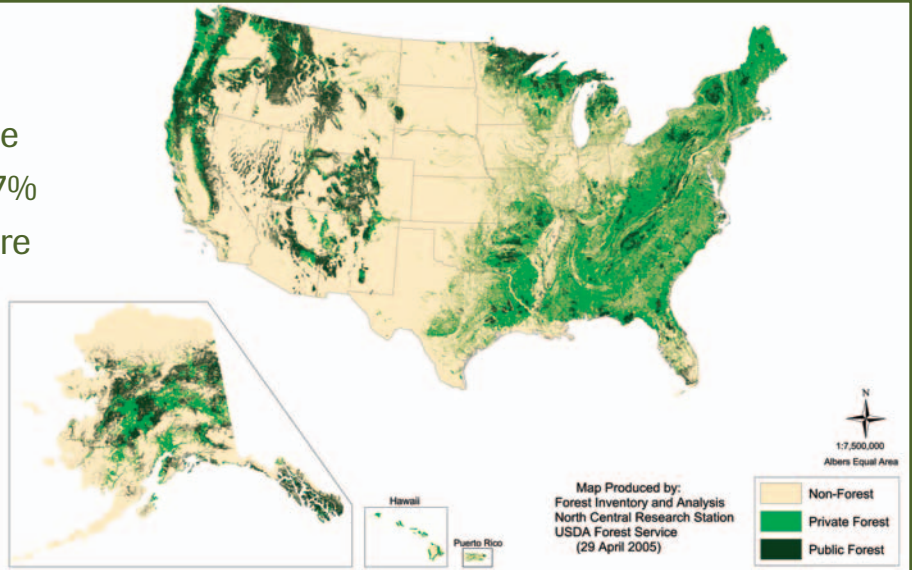 e
7%
re
N
1:7,500,000
Albers Equal Area
Hawaii
Puerto Rico
Map Produced by:
Forest Inventory and Analysis
North Central Research Station
USDA Forest Service
(29 April 2005)
Non-Forest
Private Forest
Public Forest